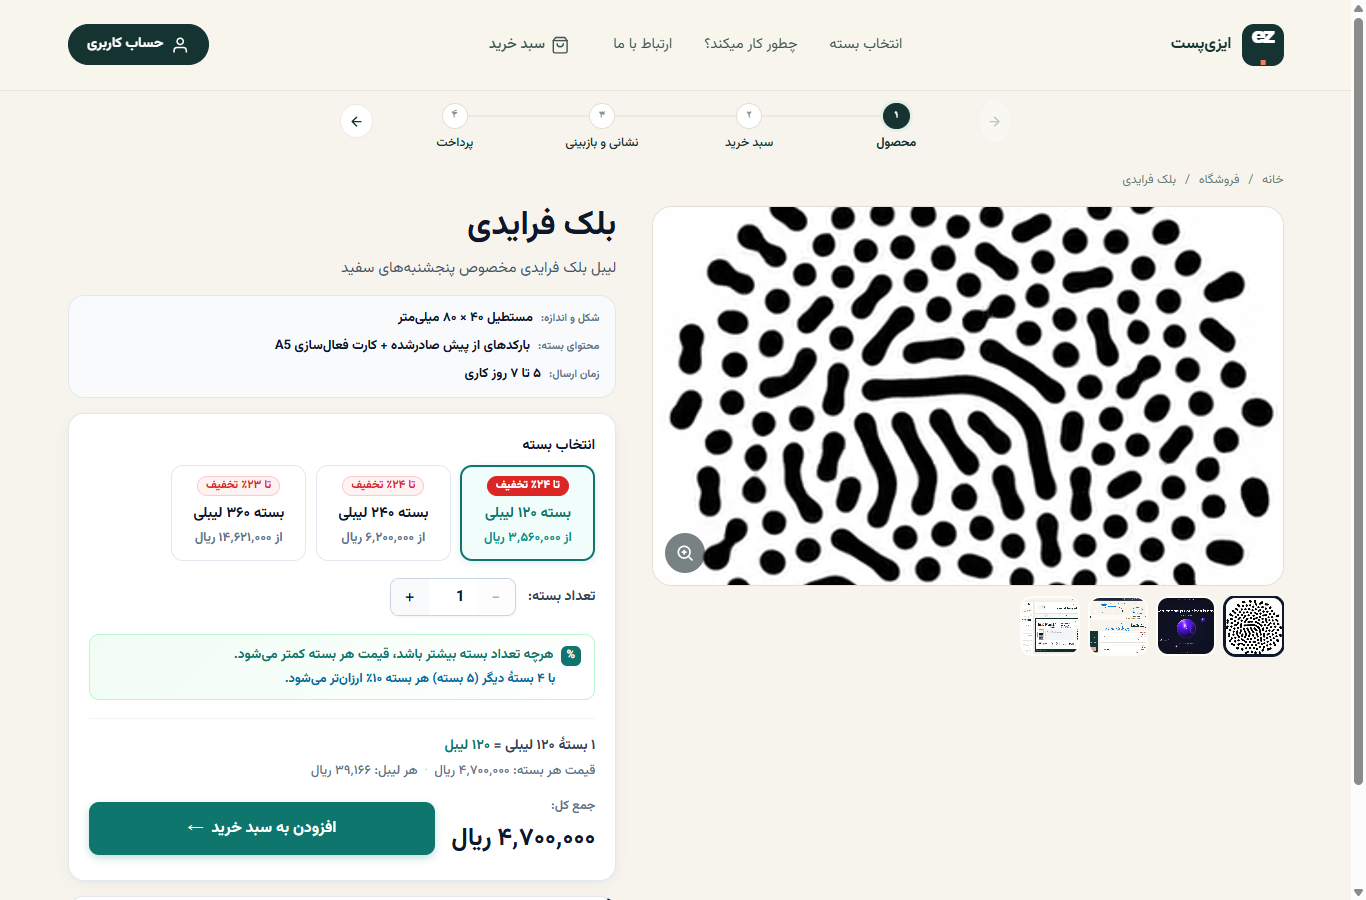 ez
ایزی‌پست
انتخاب بسته
چطور کار میکند؟
ارتباط با ما
سبد خرید
حساب کاربری
۱
۲
۳
۴
محصول
سبد خرید
نشانی و بازبینی
پرداخت
خانه / فروشگاه / بلک فرایدی
بلک فرایدی
لیبل بلک فرایدی مخصوص پنجشنبه‌های سفید
شکل و اندازه: مستطیل ۴۰ × ۸۰ میلی‌متر
محتوای بسته: بارکدهای از پیش صادرشده + کارت فعال‌سازی A5
زمان ارسال: ۵ تا ۷ روز کاری
انتخاب بسته
تا ۲۴٪ تخفیف
بسته ۱۲۰ لیبلی
از ۳,۵۶۰,۰۰۰ ریال
تا ۲۴٪ تخفیف
بسته ۲۴۰ لیبلی
از ۶,۲۰۰,۰۰۰ ریال
تا ۲۳٪ تخفیف
بسته ۳۶۰ لیبلی
از ۱۴,۶۲۱,۰۰۰ ریال
تعداد بسته: − 1 +
% هرچه تعداد بسته بیشتر باشد، قیمت هر بسته کمتر می‌شود.
با ۴ بستهٔ دیگر (۵ بسته) هر بسته ۱۰٪ ارزان‌تر می‌شود.
۱ بستهٔ ۱۲۰ لیبلی = ۱۲۰ لیبل
قیمت هر بسته: ۴,۷۰۰,۰۰۰ ریال · هر لیبل: ۳۹,۱۶۶ ریال
جمع کل:
۴,۷۰۰,۰۰۰ ریال
افزودن به سبد خرید ←